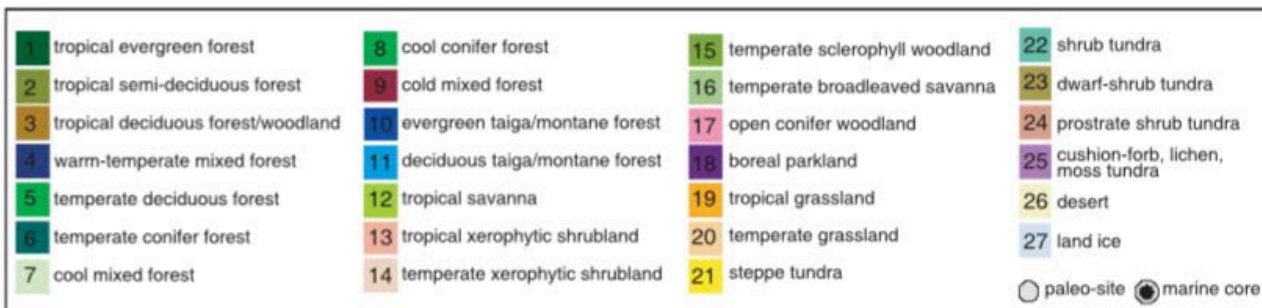 1 tropical evergreen forest
2 tropical semi-deciduous forest
3 tropical deciduous forest/woodland
4 warm-temperate mixed forest
5 temperate deciduous forest
6 temperate conifer forest
7 cool mixed forest
8 cool conifer forest
9 cold mixed forest
10 evergreen taiga/montane forest
11 deciduous taiga/montane forest
12 tropical savanna
13 tropical xerophytic shrubland
14 temperate xerophytic shrubland
15 temperate sclerophyll woodland
16 temperate broadleaved savanna
17 open conifer woodland
18 boreal parkland
19 tropical grassland
20 temperate grassland
21 steppe tundra
22 shrub tundra
23 dwarf-shrub tundra
24 prostrate shrub tundra
25 cushion-forb, lichen,
moss tundra
26 desert
27 land ice
paleo-site marine core